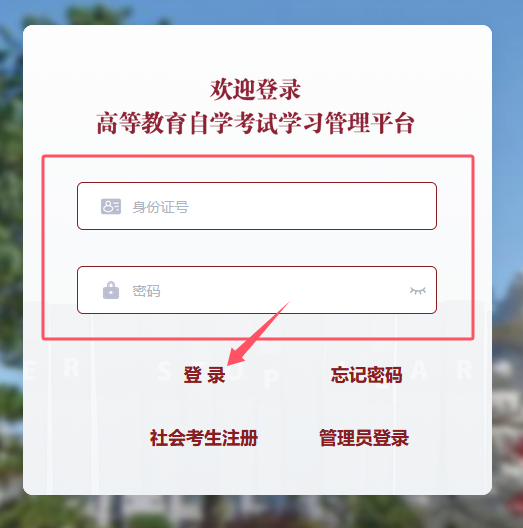 欢迎登录
高等教育自学考试学习管理平台
身份证号
密码
登 录 忘记密码
社会考生注册 管理员登录